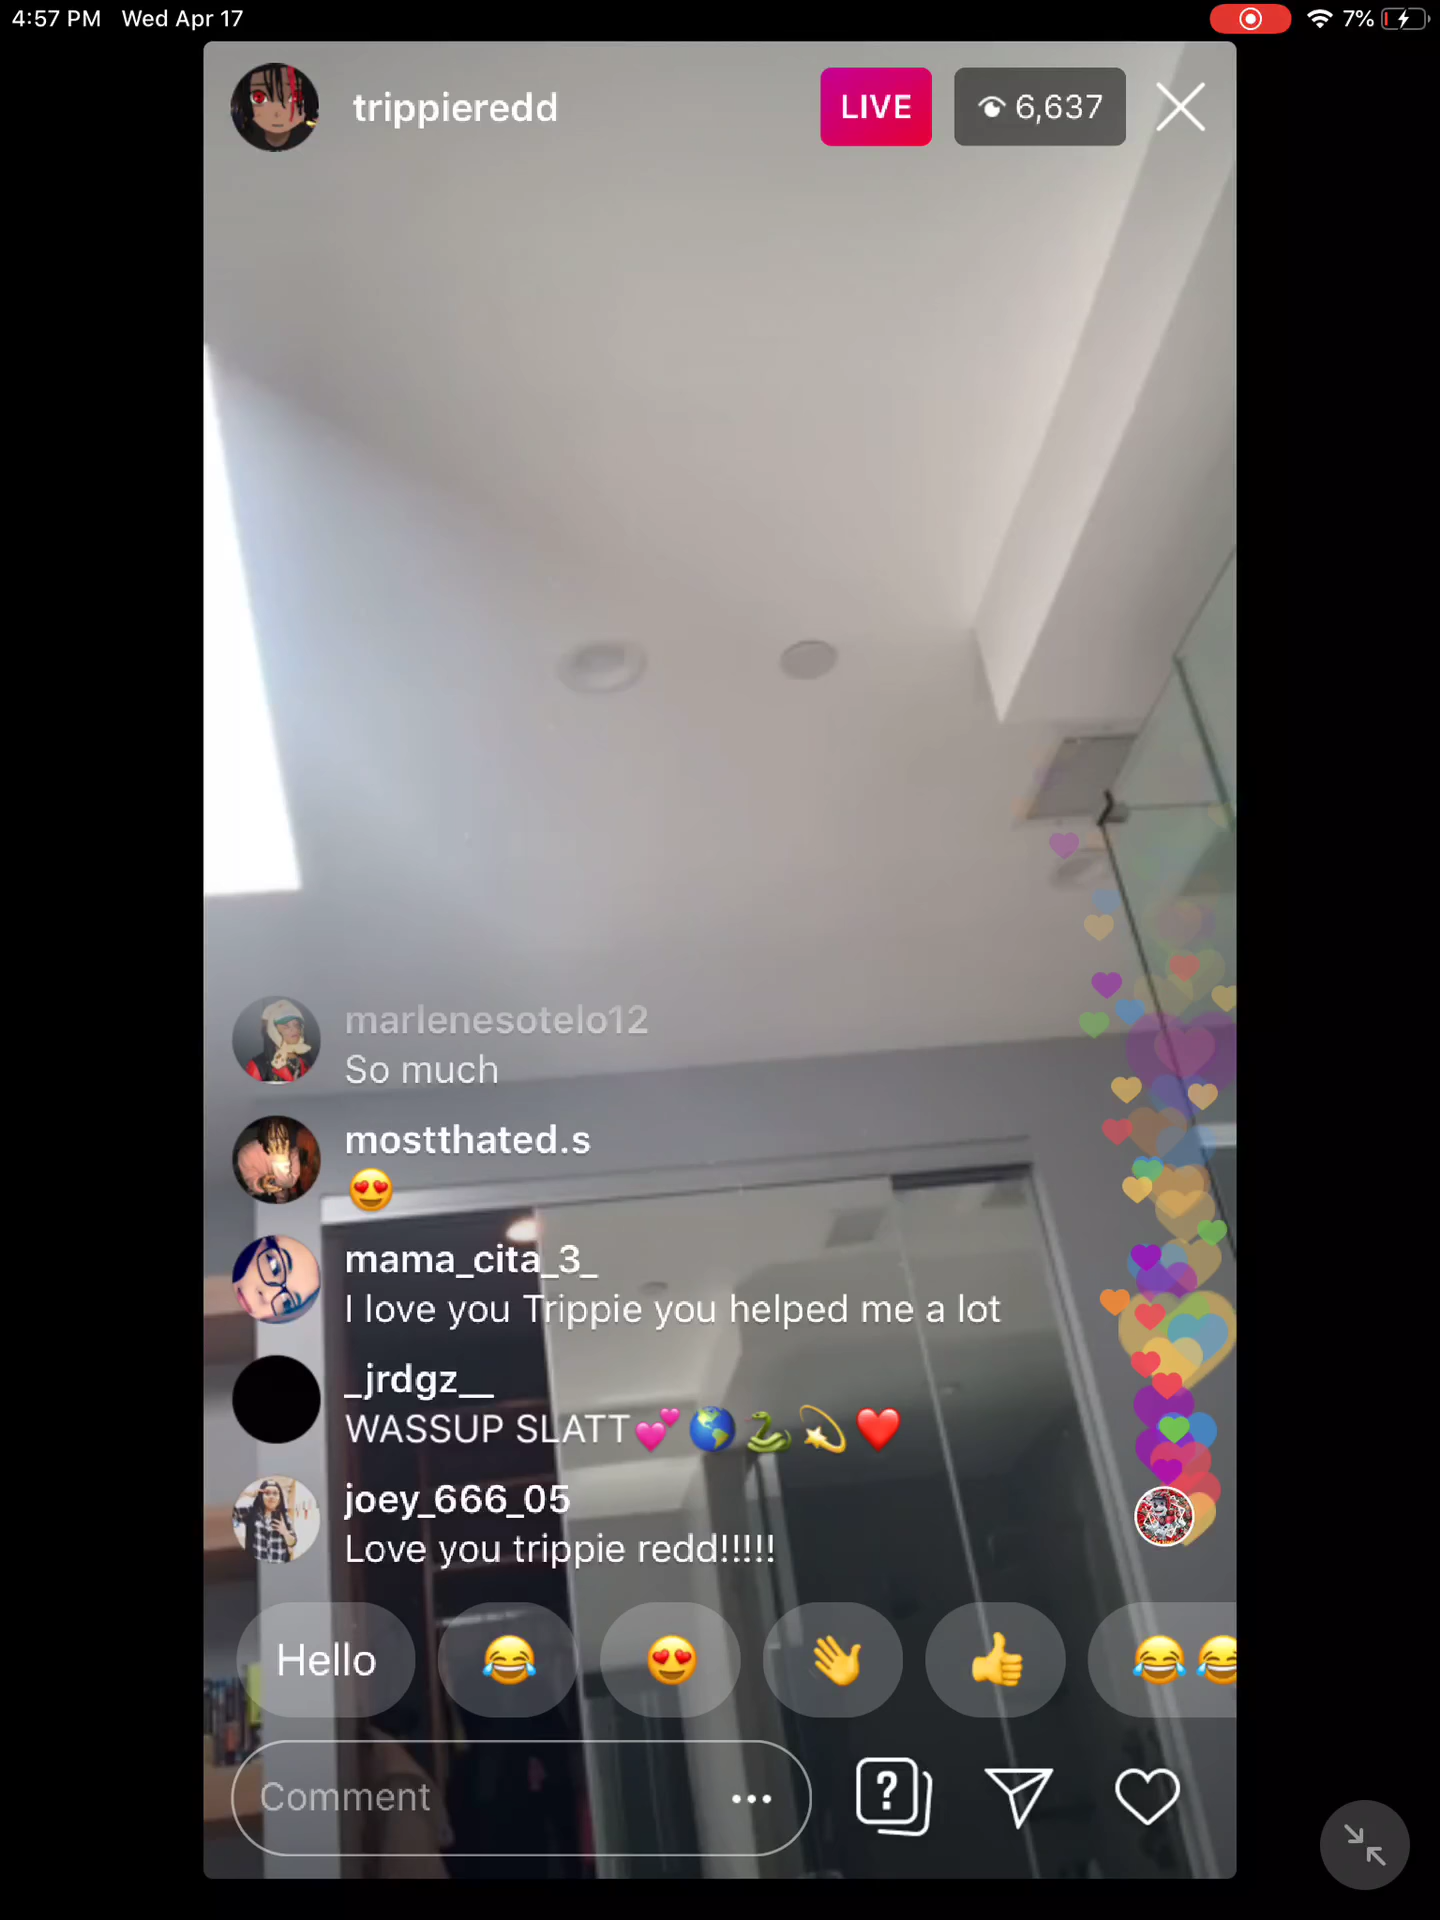 4:57 PM Wed Apr 17
7%
trippieredd
LIVE
6,637
marlenesotelo12
So much
mostthated.s
😍
mama_cita_3_
I love you Trippie you helped me a lot
_jrdgz__
WASSUP SLATT💕🌎🐍💫❤️
joey_666_05
Love you trippie redd!!!!!
Hello 😂 😍 👋 👍 😂😂
Comment
?